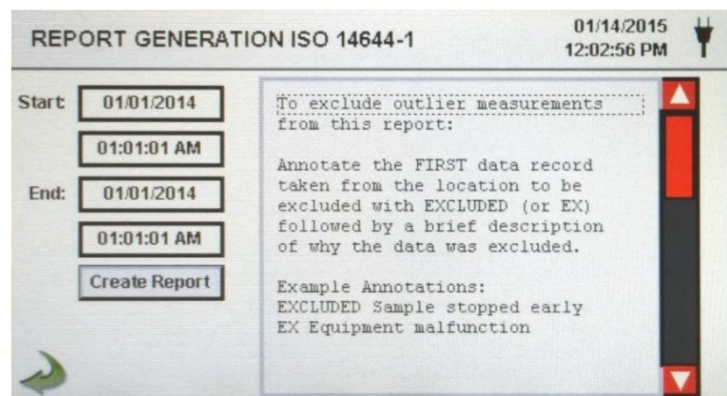 REPORT GENERATION ISO 14644-1
01/14/2015
12:02:56 PM
Start:
01/01/2014
01:01:01 AM
End:
01/01/2014
01:01:01 AM
Create Report
To exclude outlier measurements
from this report:
Annotate the FIRST data record
taken from the location to be
excluded with EXCLUDED (or EX)
followed by a brief description
of why the data was excluded.
Example Annotations:
EXCLUDED Sample stopped early
EX Equipment malfunction